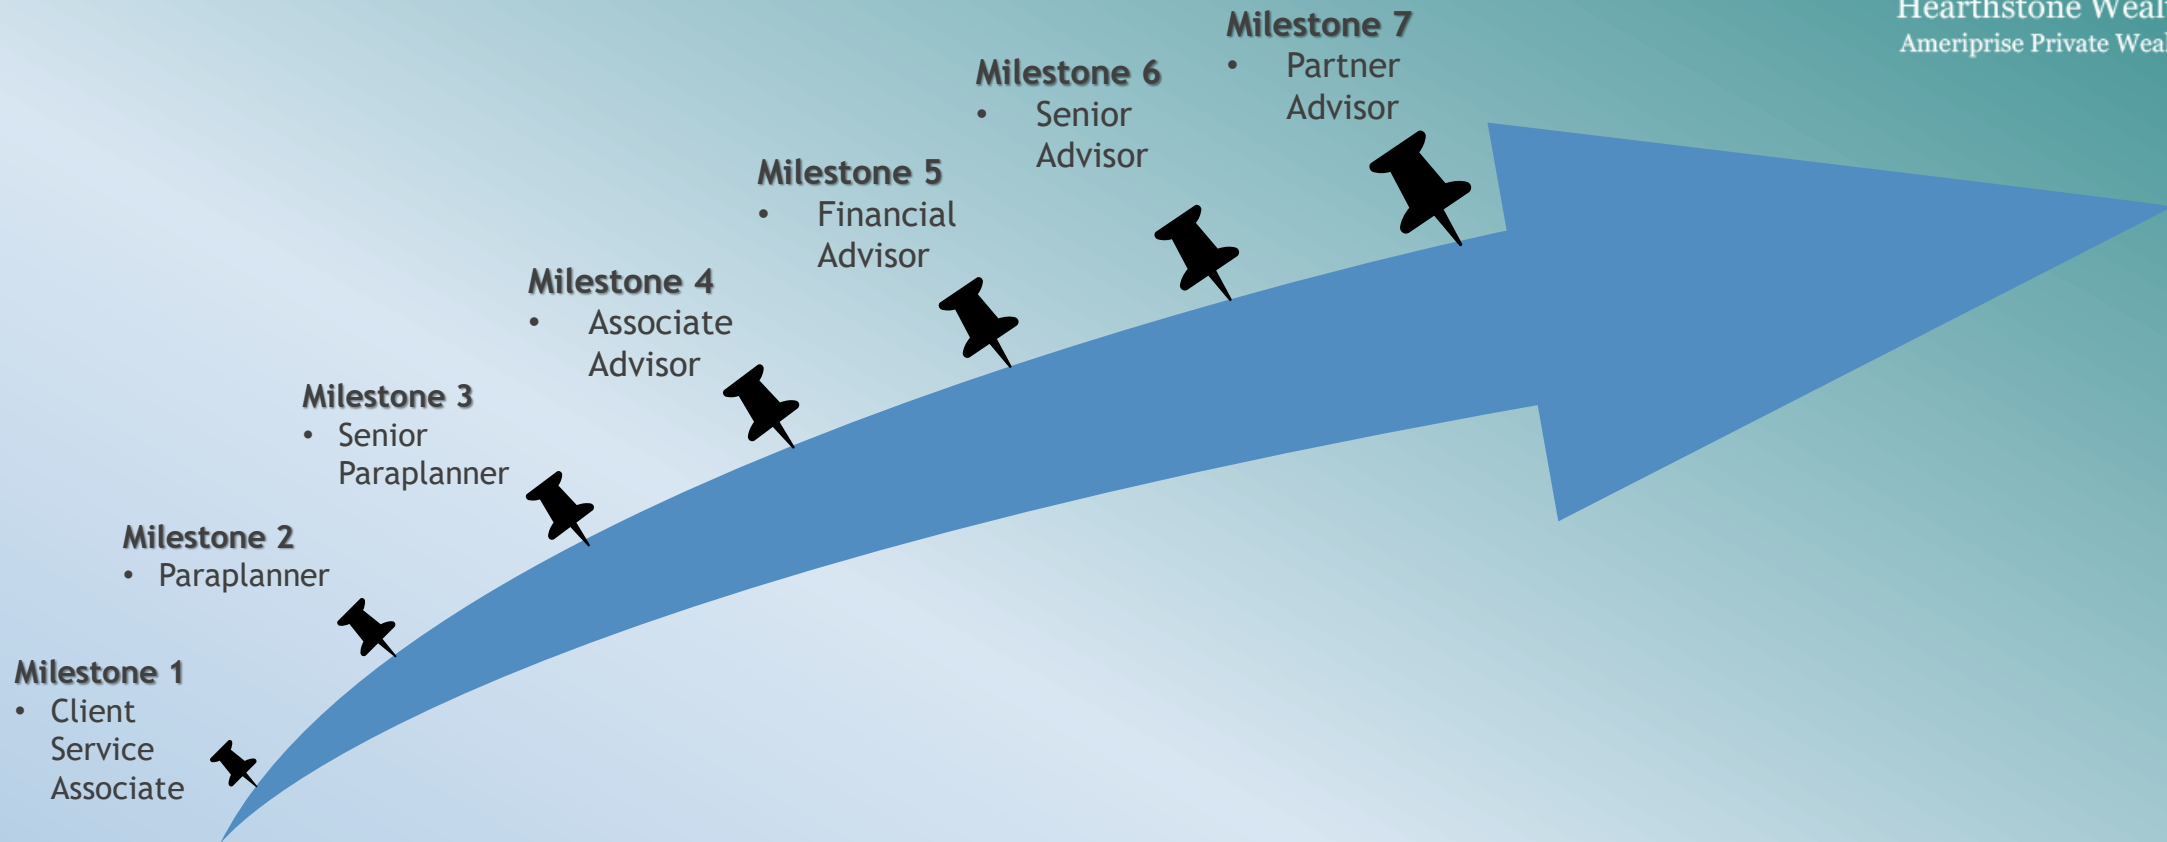 Hearthstone
Ameriprise Private
Milestone 7
• Partner
Advisor
Milestone 6
• Senior
Advisor
Milestone 5
• Financial
Advisor
Milestone 4
• Associate
Advisor
Milestone 3
• Senior
Paraplanner
Milestone 2
• Paraplanner
Milestone 1
• Client
Service
Associate